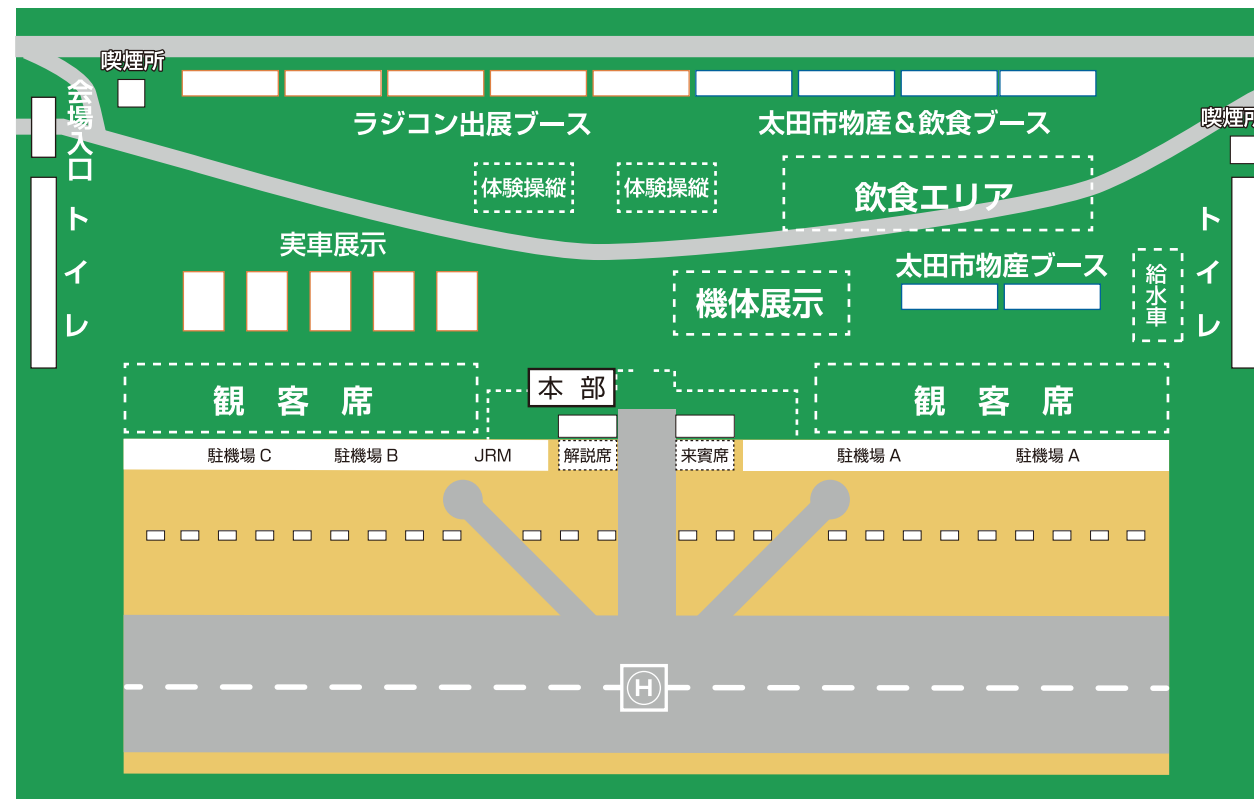 喫煙所
会場入口
トイレ
ラジコン出展ブース
太田市物産&飲食ブース
喫煙所
体験操縦
体験操縦
飲食エリア
トイレ
実車展示
太田市物産ブース
給水車
機体展示
本 部
観 客 席
観 客 席
駐機場 C
駐機場 B
JRM
解説席
来賓席
駐機場 A
駐機場 A
H